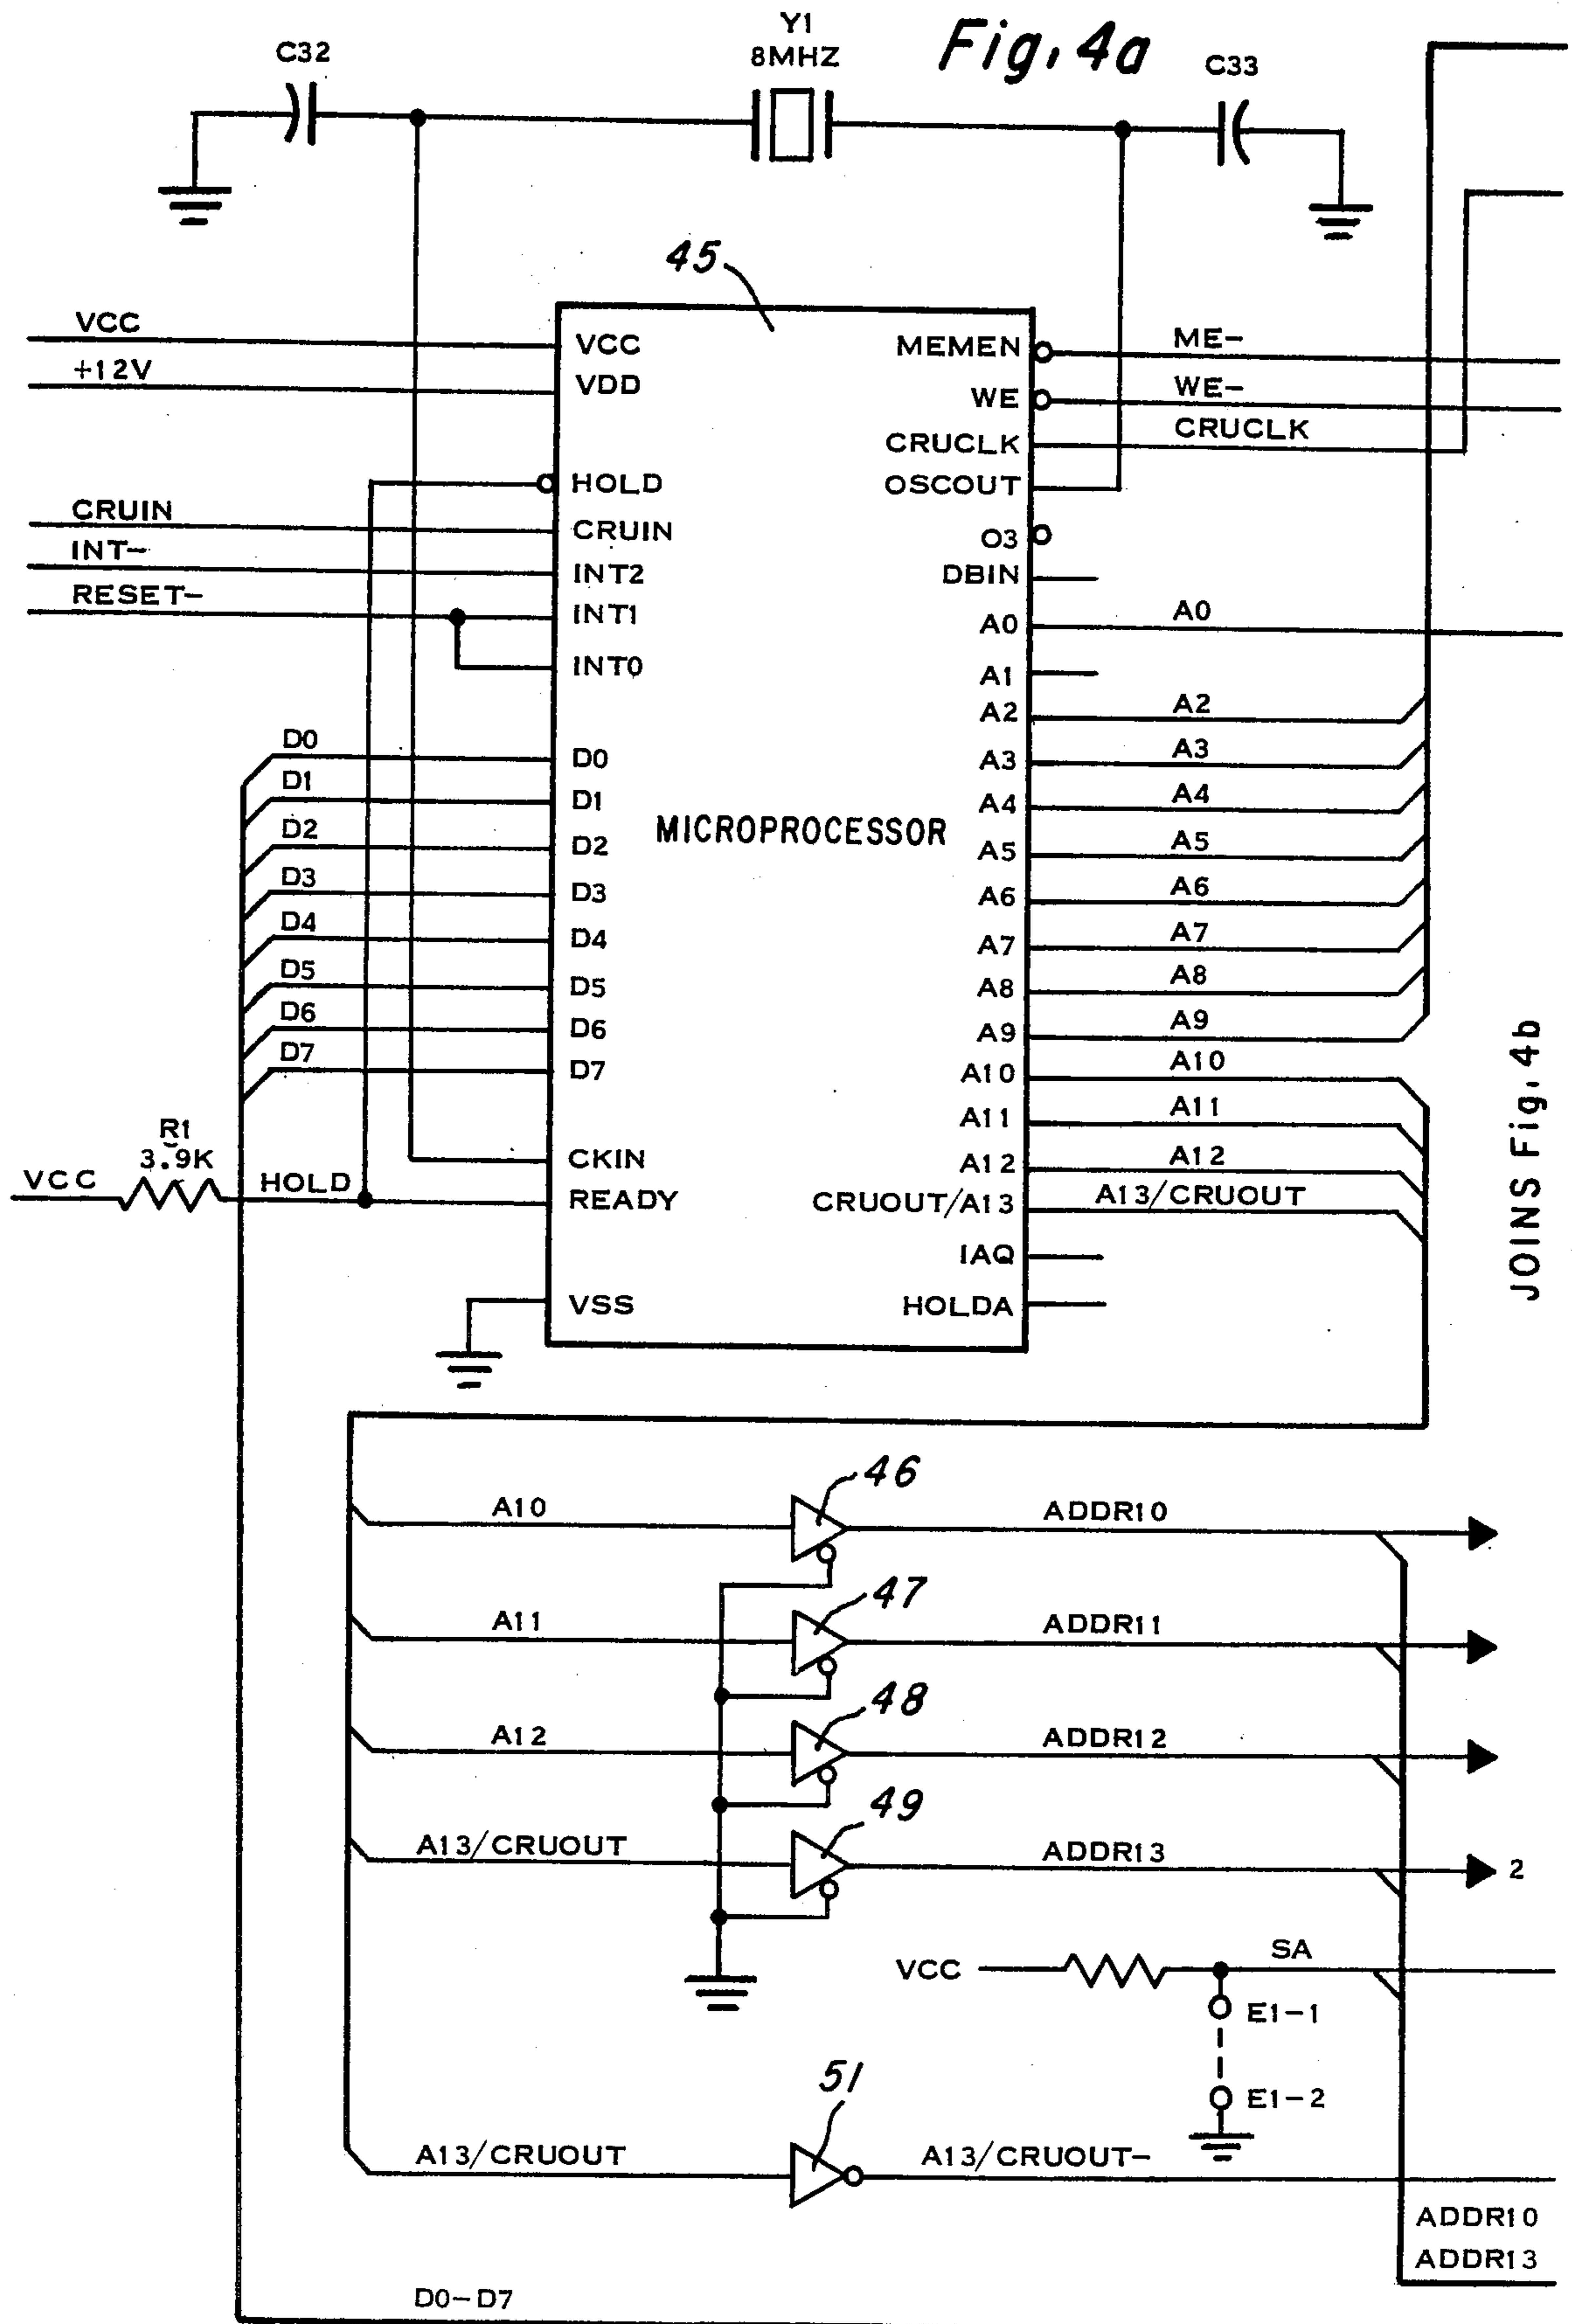 Fig. 4a
C32
Y1
8MHZ
C33
45
VCC
+12V
CRUIN
INT-
RESET-
VCC
VDD
HOLD
CRUIN
INT2
INT1
INT0
D0
D1
D2
D3
D4
D5
D6
D7
D0
D1
D2
D3
D4
D5
D6
D7
MICROPROCESSOR
CKIN
READY
VSS
VCC
R1
3.9K
HOLD
MEMEN
WE
CRUCLK
OSCOUT
O3
DBIN
A0
A1
A2
A3
A4
A5
A6
A7
A8
A9
A10
A11
A12
CRUOUT/A13
IAQ
HOLDA
ME-
WE-
CRUCLK
A0
A2
A3
A4
A5
A6
A7
A8
A9
A10
A11
A12
A13/CRUOUT
JOINS Fig. 4b
A10
46
ADDR10
A11
47
ADDR11
A12
48
ADDR12
A13/CRUOUT
49
ADDR13
2
VCC
SA
E1-1
E1-2
A13/CRUOUT
51
A13/CRUOUT-
ADDR10
ADDR13
D0-D7